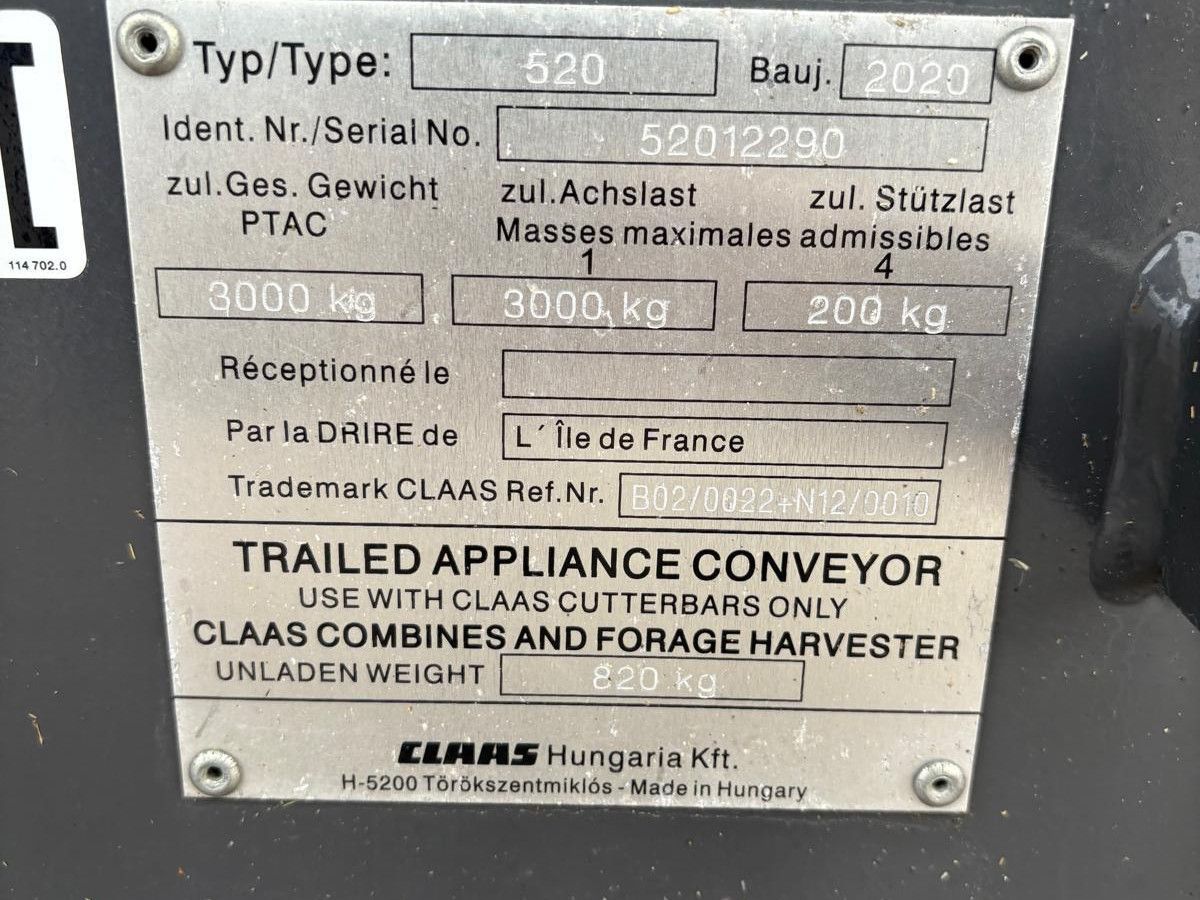 Typ/Type: 520 Bauj. 2020
Ident. Nr./Serial No. 52012290
zul.Ges. Gewicht zul.Achslast zul. Stützlast
PTAC Masses maximales admissibles
1 4
3000 kg 3000 kg 200 kg
Réceptionné le
Par la DRIRE de L´ Île de France
Trademark CLAAS Ref.Nr. B02/0022+N12/0010
TRAILED APPLIANCE CONVEYOR
USE WITH CLAAS CUTTERBARS ONLY
CLAAS COMBINES AND FORAGE HARVESTER
UNLADEN WEIGHT 820 kg
CLAAS Hungaria Kft.
H-5200 Törökszentmiklós - Made in Hungary
114 702.0